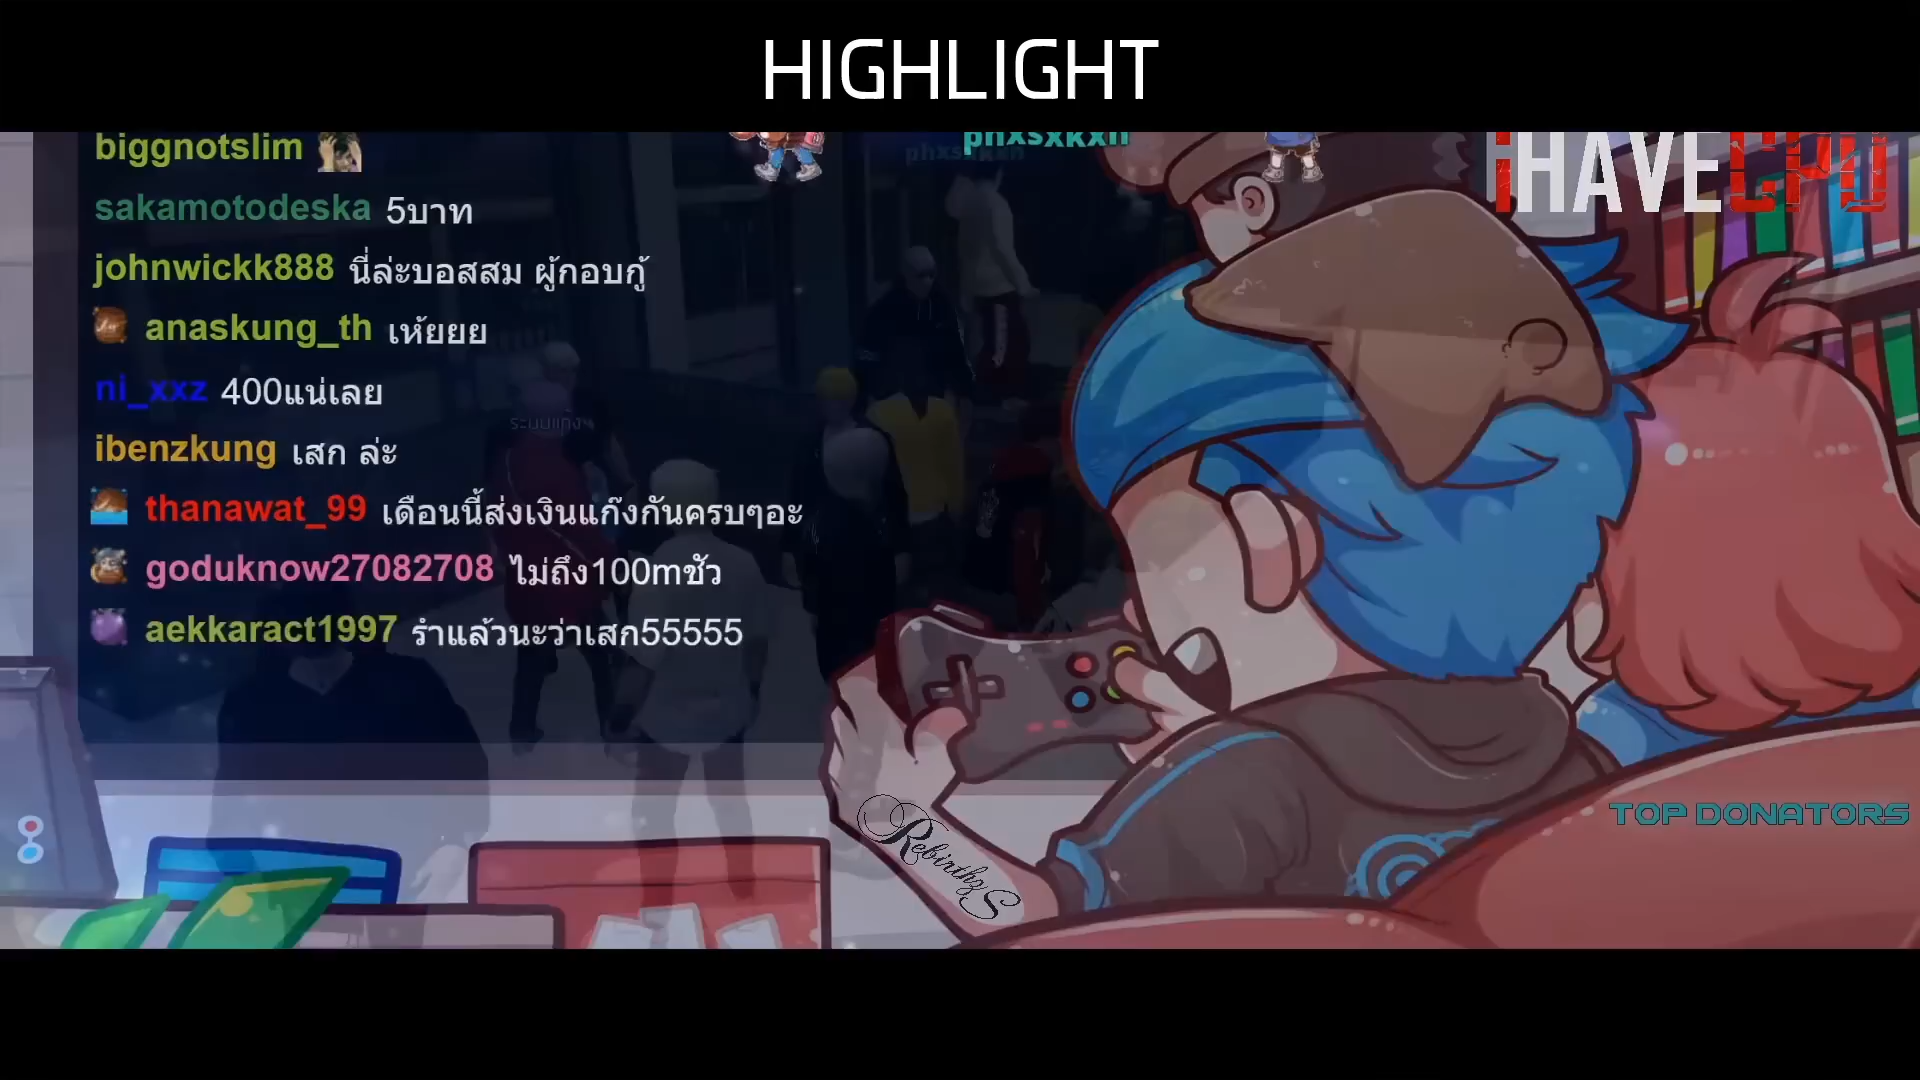 HIGHLIGHT
biggnotslim
phxsxkxn
iHAVECPU
sakamotodeska 5บาท
johnwickk888 นี่ล่ะบอสสม ผู้กอบกู้
anaskung_th เห้ยยย
ni_xxz 400แน่เลย
ibenzkung เสก ล่ะ
thanawat_99 เดือนนี้ส่งเงินแก๊งกันครบๆอะ
goduknow27082708 ไม่ถึง100mชัว
aekkaract1997 รำแล้วนะว่าเสก55555
TOP DONATORS
RebirthzS